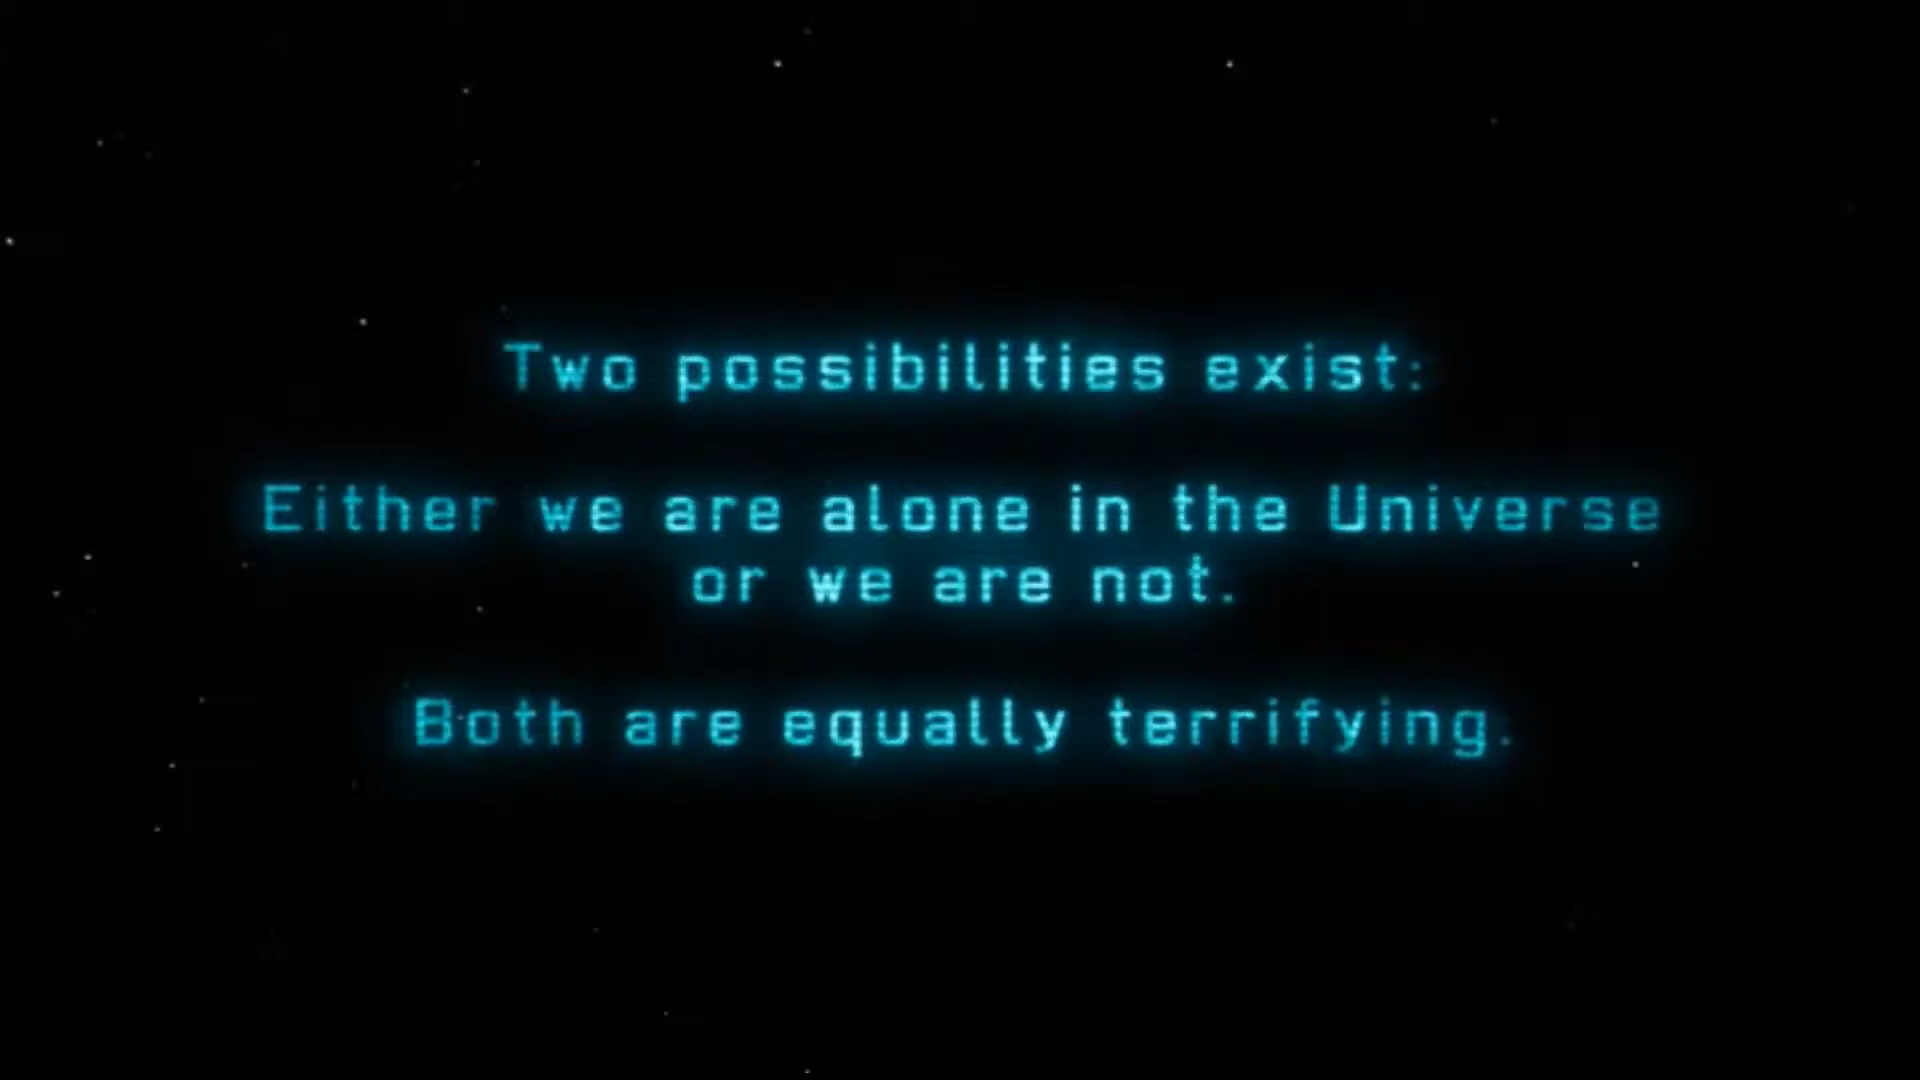 Two possibilities exist:
Either we are alone in the Universe
or we are not.
Both are equally terrifying.